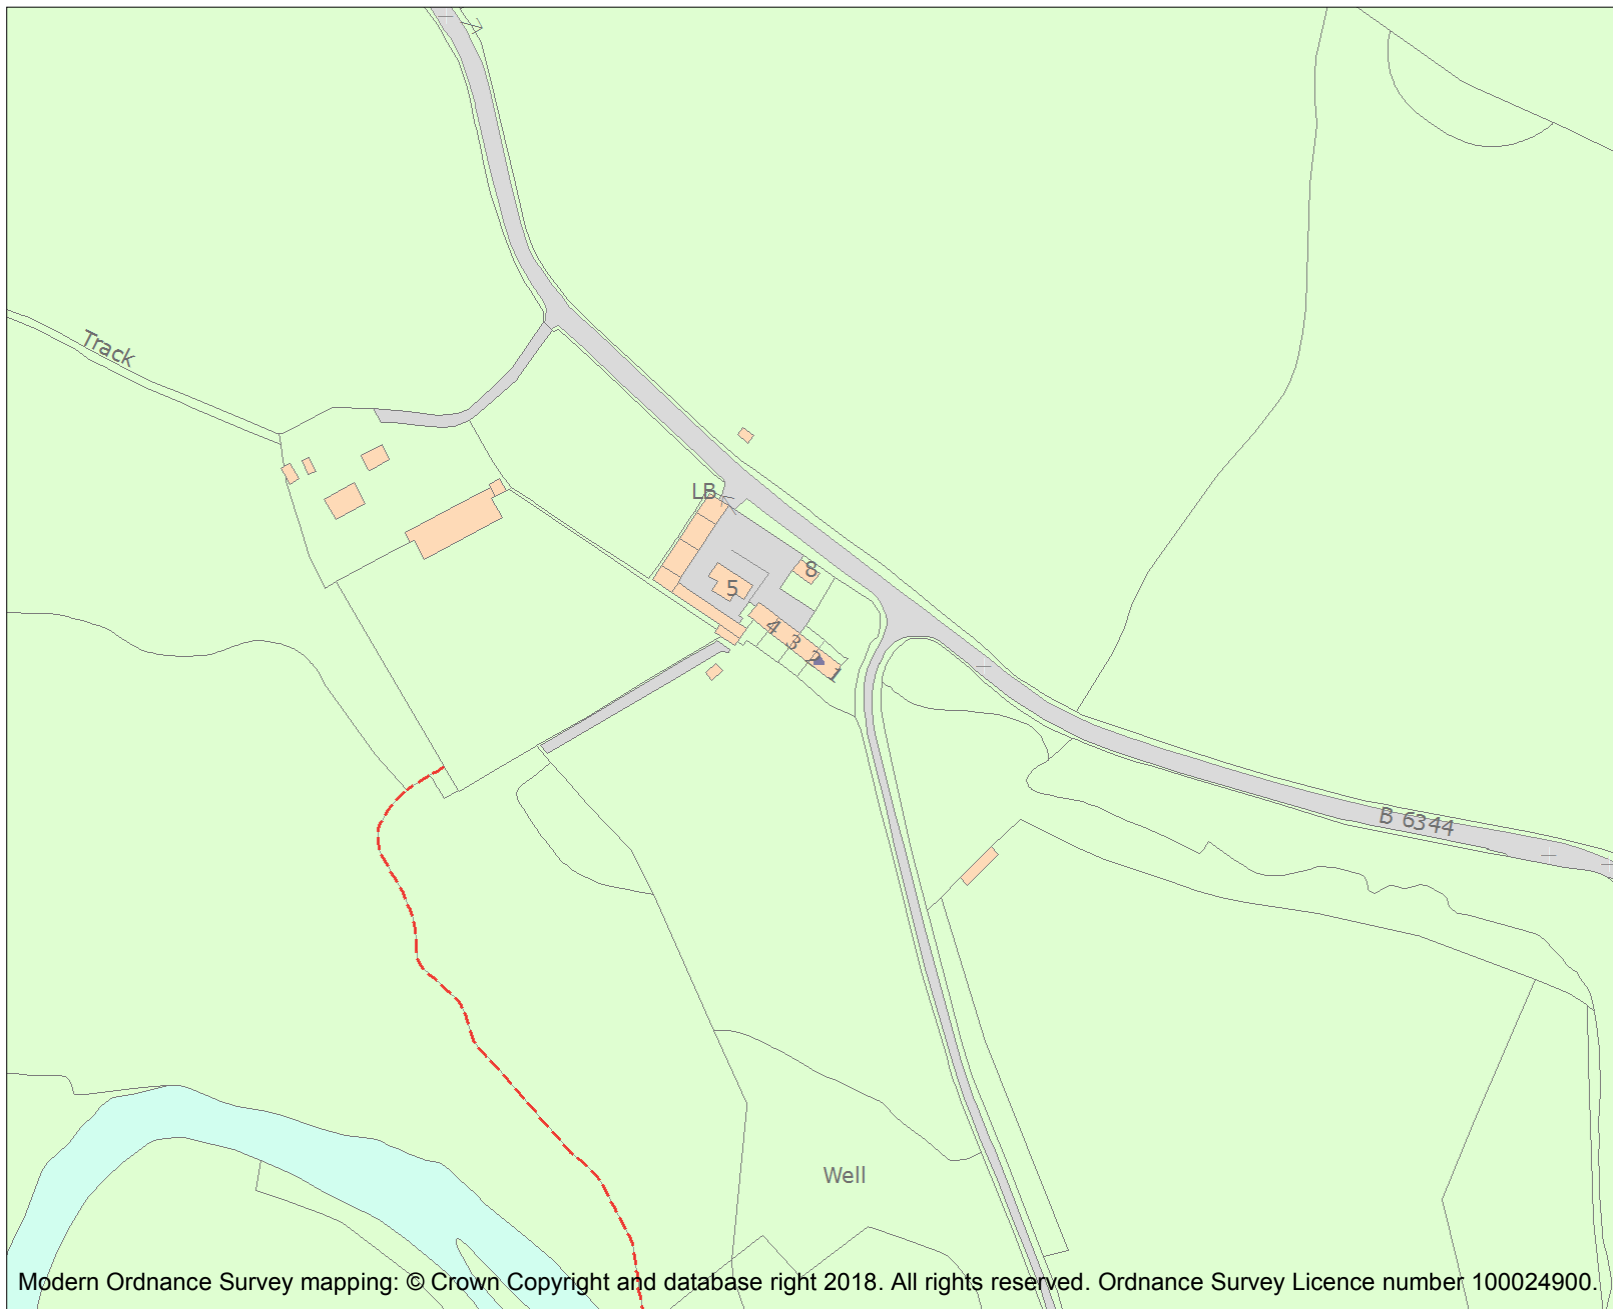 Track
LB
8
5
4
3
2
1
B 6344
Well
Modern Ordnance Survey mapping: © Crown Copyright and database right 2018. All rights reserved. Ordnance Survey Licence number 100024900.